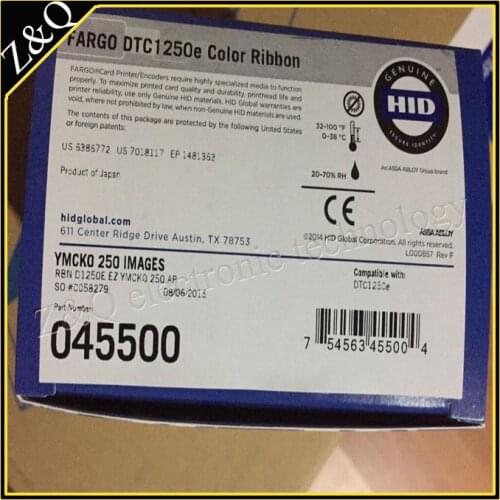 Z&Q
FARGO DTC1250e Color Ribbon
FARGO®Card Printer/Encoders require highly specialized media to function
properly. To maximize printed card quality and durability, printhead life and
printer reliability, use only Genuine HID materials. HID Global warranties are
void, where not prohibited by law, when non-Genuine HID materials are used.
The contents of this package are protected by the following United States
or foreign patents:
US 6386772 US 7018117 EP 1481363
Product of Japan
GENUINE
HID
SECURE IDENTITY
An ASSA ABLOY Group brand
32-100 °F
0-38 °C
20-70% RH
CE
ASSA ABLOY
©2014 HID Global Corporation. All rights reserved.
L000857 Rev F
hidglobal.com
611 Center Ridge Drive Austin, TX 78753
YMCKO 250 IMAGES
RBN D1250E EZ YMCKO 250 AR
SO #C058279 08/06/2015
Part Number:
045500
Compatible with:
DTC1250e
7 54563 45500 4
Z&Q electronic technology
Z&Q